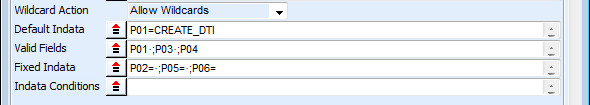 Wildcard Action Allow Wildcards
Default Indata P01=CREATE_DTI
Valid Fields P01·;P03·;P04
Fixed Indata P02=·;P05=·;P06=
Indata Conditions